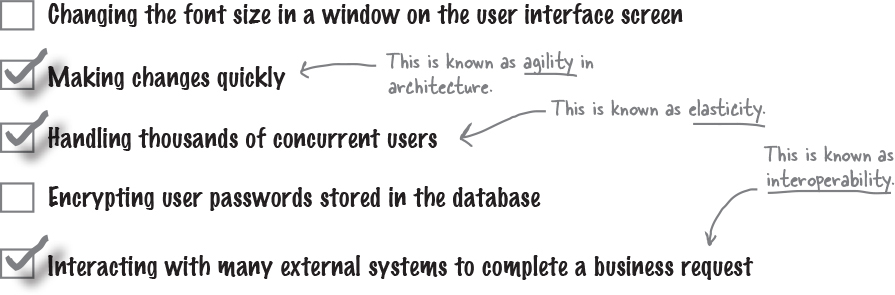 Changing the font size in a window on the user interface screen
Making changes quickly
This is known as agility in
architecture.
Handling thousands of concurrent users
This is known as elasticity.
Encrypting user passwords stored in the database
This is known as
interoperability.
Interacting with many external systems to complete a business request